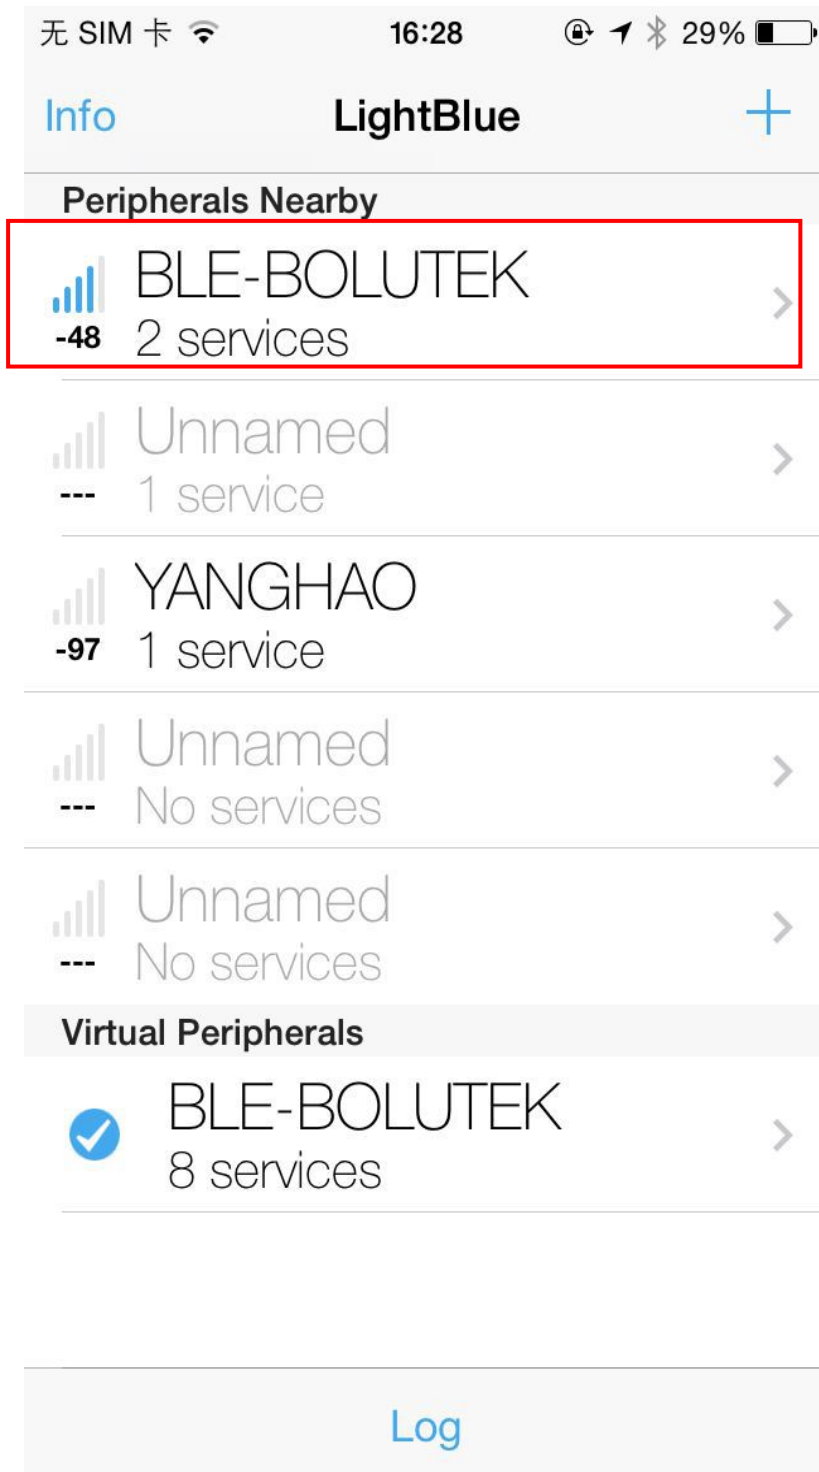 无 SIM 卡 16:28 29%
Info LightBlue +
Peripherals Nearby
BLE-BOLUTEK
-48 2 services
Unnamed
--- 1 service
YANGHAO
-97 1 service
Unnamed
--- No services
Unnamed
--- No services
Virtual Peripherals
BLE-BOLUTEK
8 services
Log